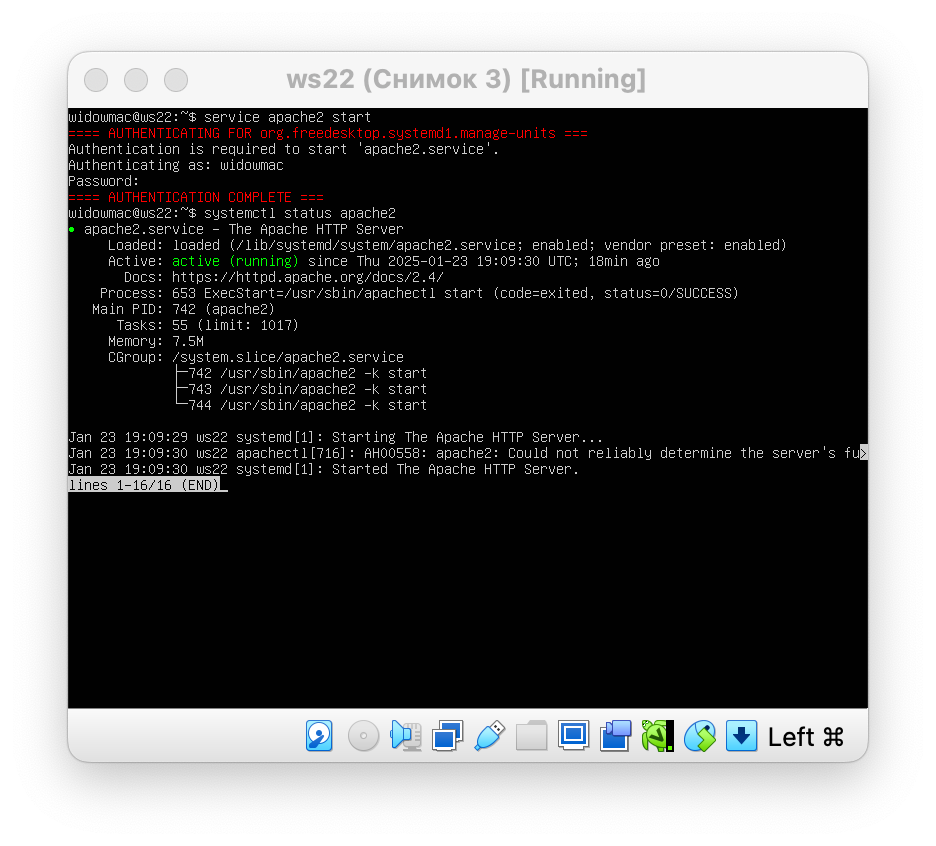 ws22 (Снимок 3) [Running]
widowmac@ws22:~$ service apache2 start
==== AUTHENTICATING FOR org.freedesktop.systemd1.manage-units ===
Authentication is required to start 'apache2.service'.
Authenticating as: widowmac
Password:
==== AUTHENTICATION COMPLETE ===
widowmac@ws22:~$ systemctl status apache2
● apache2.service - The Apache HTTP Server
Loaded: loaded (/lib/systemd/system/apache2.service; enabled; vendor preset: enabled)
Active: active (running) since Thu 2025-01-23 19:09:30 UTC; 18min ago
Docs: https://httpd.apache.org/docs/2.4/
Process: 653 ExecStart=/usr/sbin/apachectl start (code=exited, status=0/SUCCESS)
Main PID: 742 (apache2)
Tasks: 55 (limit: 1017)
Memory: 7.5M
CGroup: /system.slice/apache2.service
├─742 /usr/sbin/apache2 -k start
├─743 /usr/sbin/apache2 -k start
└─744 /usr/sbin/apache2 -k start
Jan 23 19:09:29 ws22 systemd[1]: Starting The Apache HTTP Server...
Jan 23 19:09:30 ws22 apachectl[716]: AH00558: apache2: Could not reliably determine the server's fu>
Jan 23 19:09:30 ws22 systemd[1]: Started The Apache HTTP Server.
lines 1-16/16 (END)
Left ⌘